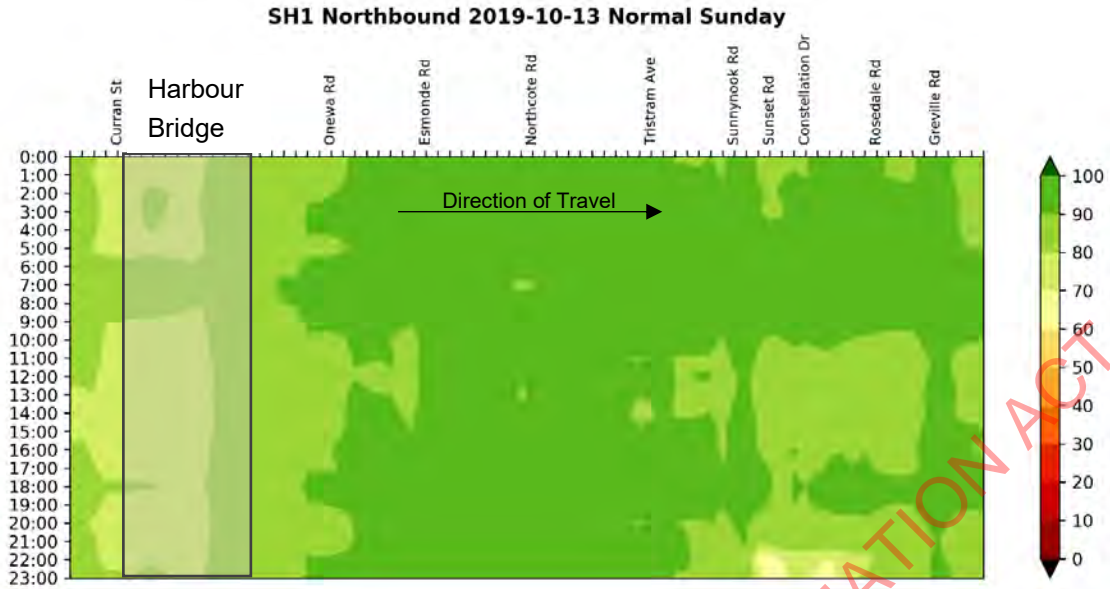 SH1 Northbound 2019-10-13 Normal Sunday
Curran St
Harbour
Bridge
Onewa Rd
Esmonde Rd
Northcote Rd
Tristram Ave
Sunnynook Rd
Sunset Rd
Constellation Dr
Rosedale Rd
Greville Rd
0:00
1:00
2:00
3:00
4:00
5:00
6:00
7:00
8:00
9:00
10:00
11:00
12:00
13:00
14:00
15:00
16:00
17:00
18:00
19:00
20:00
21:00
22:00
23:00
Direction of Travel
100
90
80
70
60
50
40
30
20
10
0
ACT